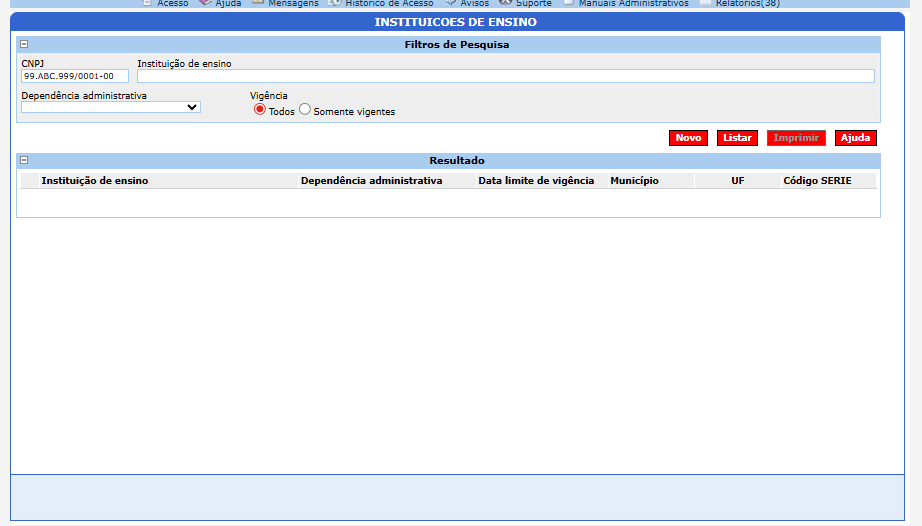 Acesso Ajuda Mensagens Histórico de Acesso Avisos Suporte Manuais Administrativos Relatórios(38)
INSTITUICOES DE ENSINO
Filtros de Pesquisa
CNPJ Instituição de ensino
99.ABC.999/0001-00
Dependência administrativa Vigência
Todos Somente vigentes
Novo Listar Imprimir Ajuda
Resultado
Instituição de ensino Dependência administrativa Data limite de vigência Município UF Código SERIE